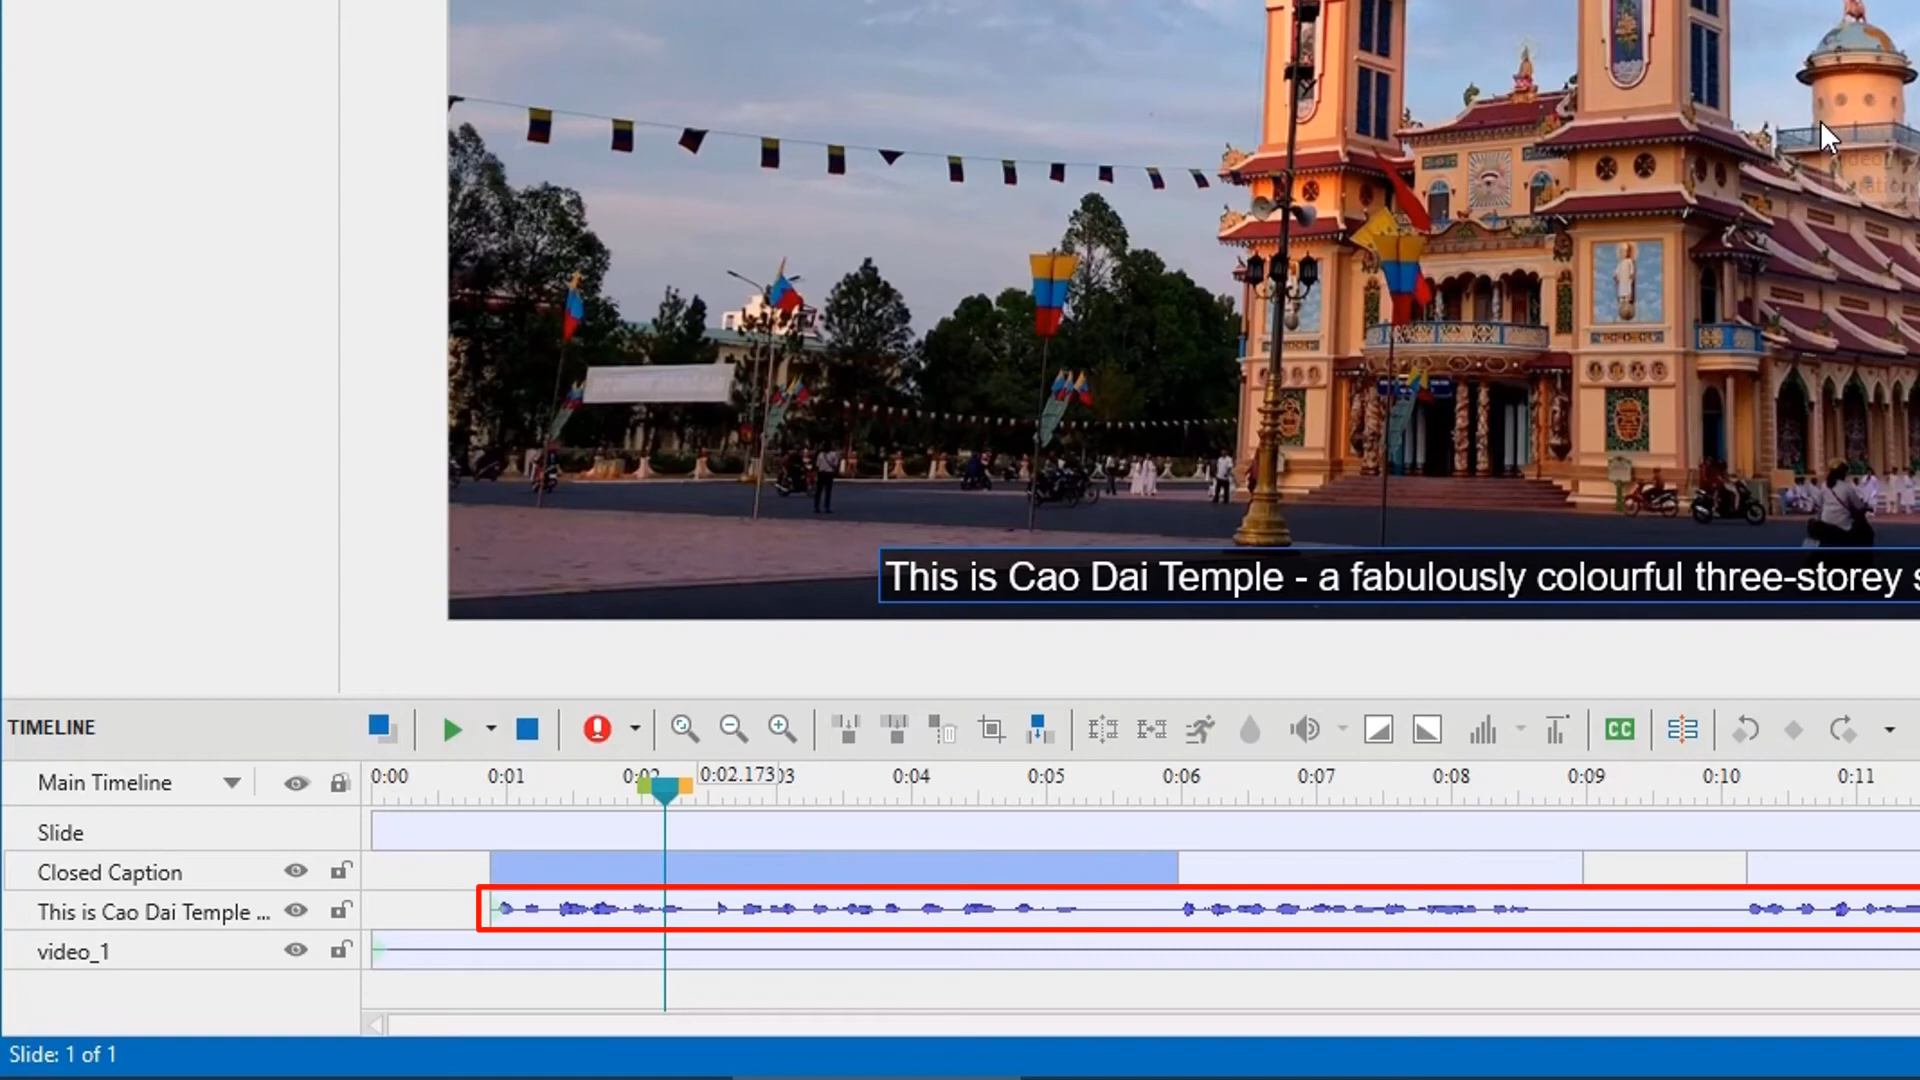 This is Cao Dai Temple - a fabulously colourful three-storey
TIMELINE
CC
Main Timeline
0:00 0:01 0:02 0:02.173 0:04 0:05 0:06 0:07 0:08 0:09 0:10 0:11
Slide
Closed Caption
This is Cao Dai Temple ...
video_1
Slide: 1 of 1